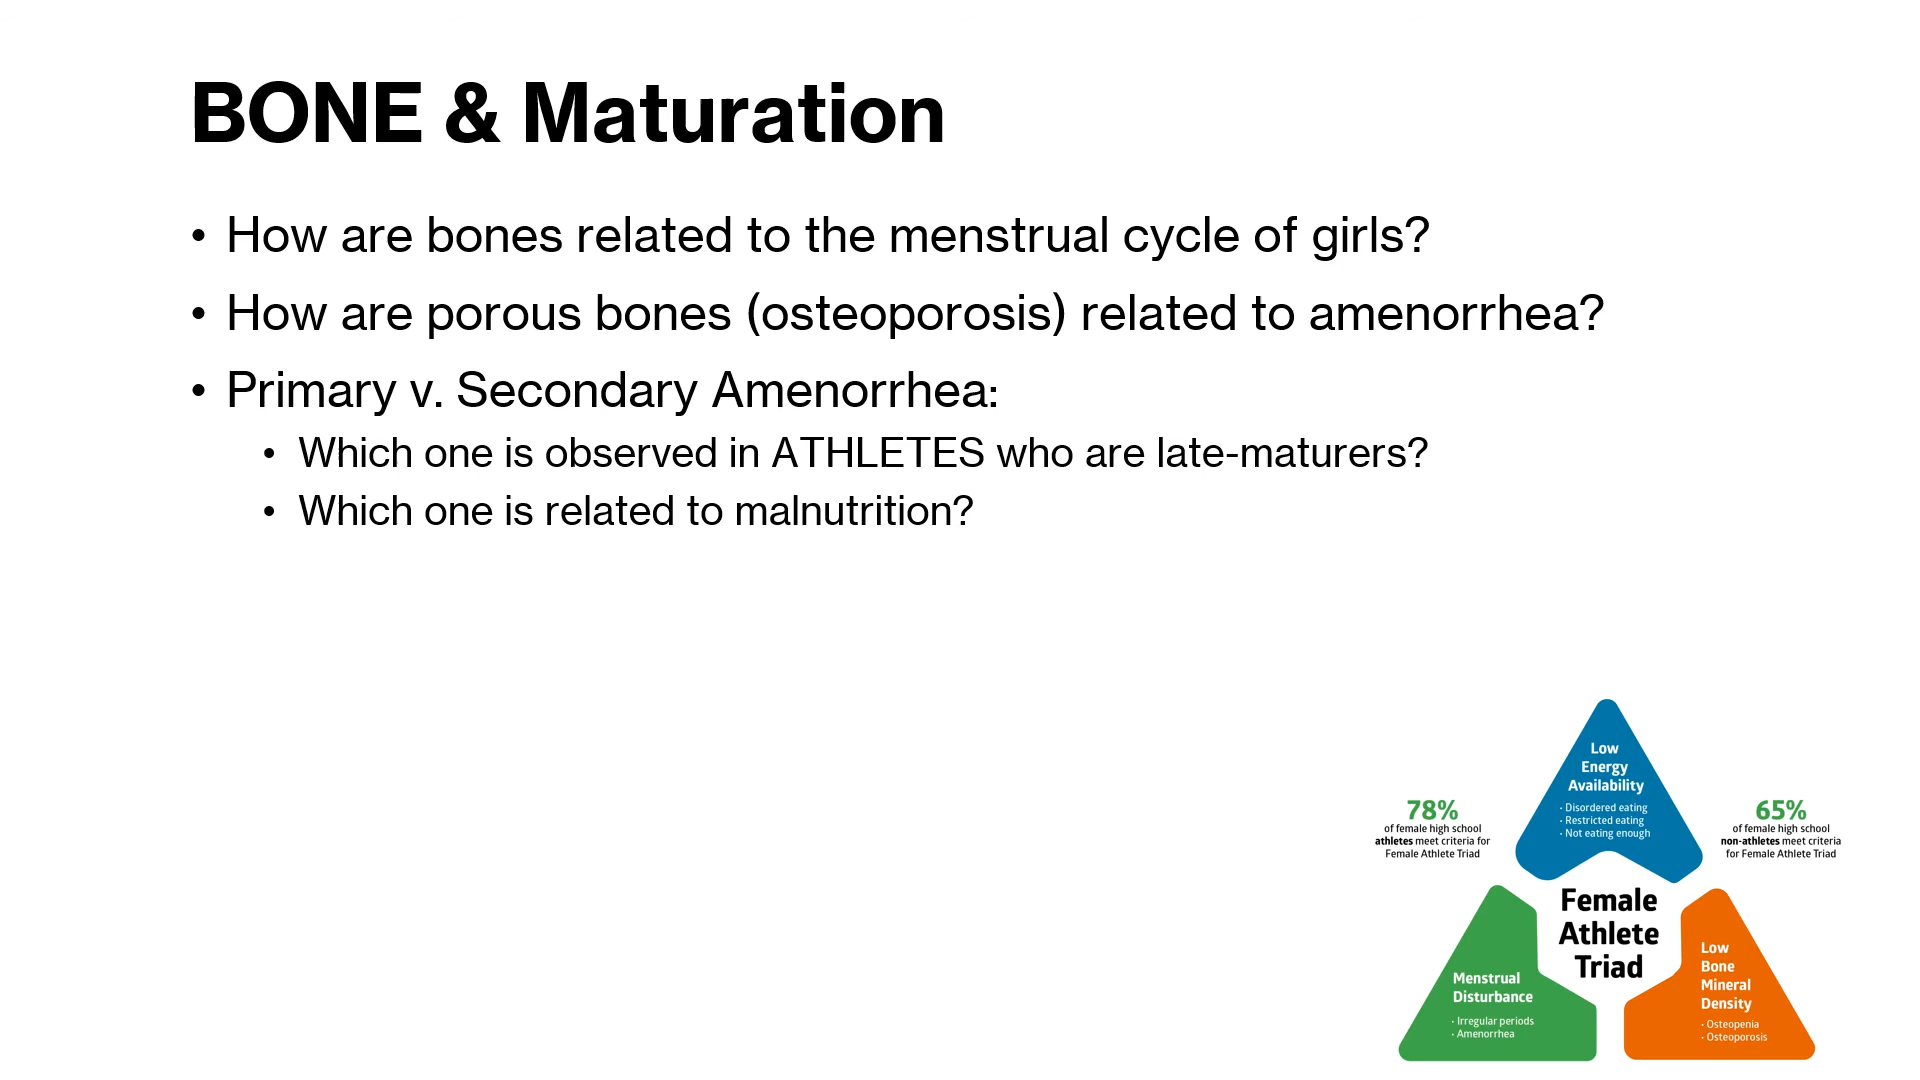 BONE & Maturation
• How are bones related to the menstrual cycle of girls?
• How are porous bones (osteoporosis) related to amenorrhea?
• Primary v. Secondary Amenorrhea:
• Which one is observed in ATHLETES who are late-maturers?
• Which one is related to malnutrition?
Low
Energy
Availability
· Disordered eating
· Restricted eating
· Not eating enough
78%
of female high school
athletes meet criteria for
Female Athlete Triad
65%
of female high school
non-athletes meet criteria
for Female Athlete Triad
Female
Athlete
Triad
Menstrual
Disturbance
· Irregular periods
· Amenorrhea
Low
Bone
Mineral
Density
· Osteopenia
· Osteoporosis